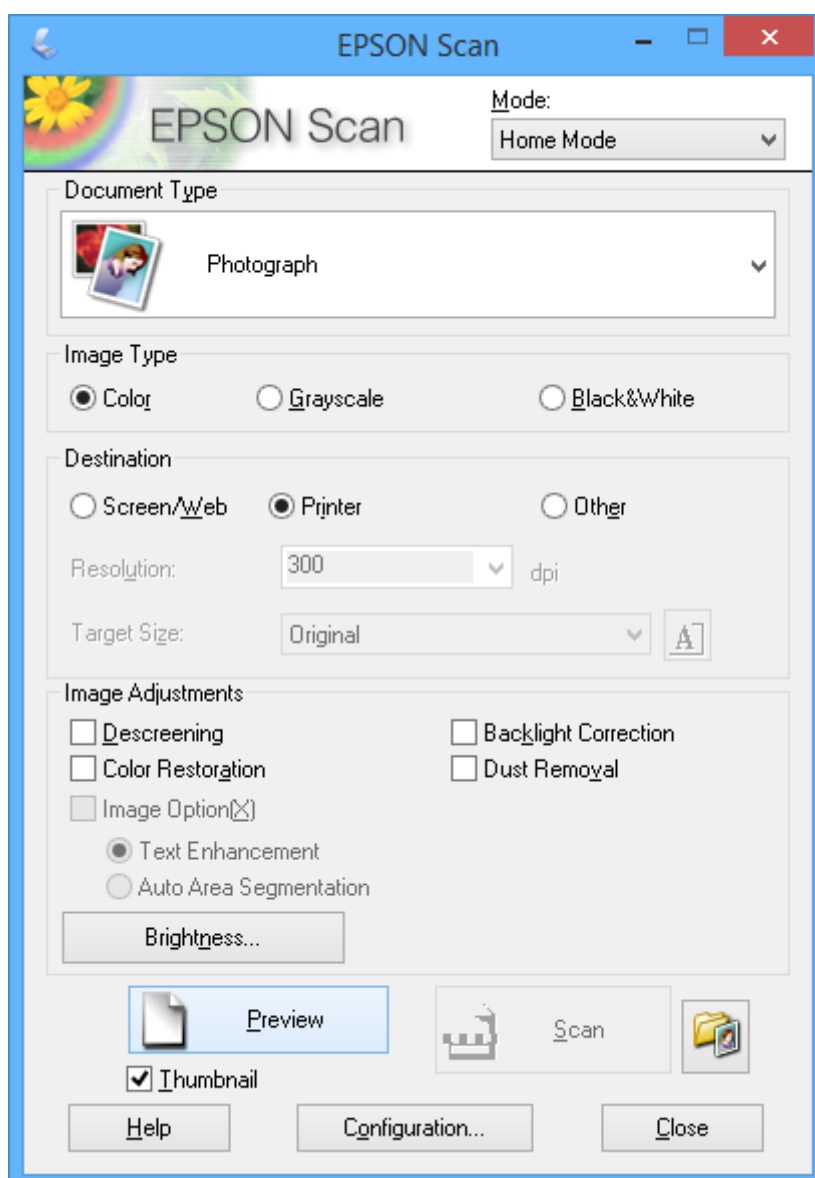 EPSON Scan
EPSON Scan
Mode:
Home Mode
Document Type
Photograph
Image Type
Color Grayscale Black&White
Destination
Screen/Web Printer Other
Resolution: 300 dpi
Target Size: Original A
Image Adjustments
Descreening Backlight Correction
Color Restoration Dust Removal
Image Option(X)
Text Enhancement
Auto Area Segmentation
Brightness...
Preview Scan
Thumbnail
Help Configuration... Close